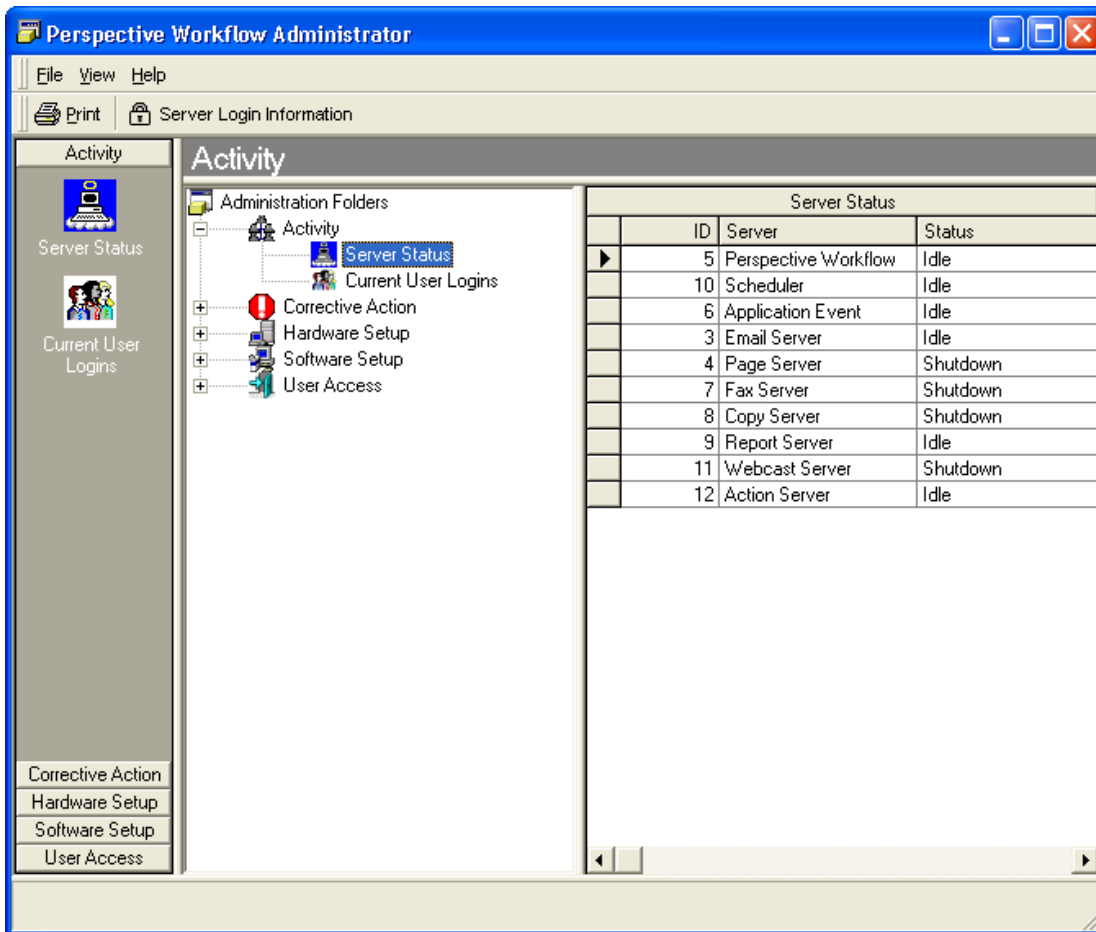 Perspective Workflow Administrator
File View Help
Print Server Login Information
Activity
Server Status
Current User
Logins
Corrective Action
Hardware Setup
Software Setup
User Access
Activity
Administration Folders
Activity
Server Status
Current User Logins
Corrective Action
Hardware Setup
Software Setup
User Access
Server Status
ID Server Status
5 Perspective Workflow Idle
10 Scheduler Idle
6 Application Event Idle
3 Email Server Idle
4 Page Server Shutdown
7 Fax Server Shutdown
8 Copy Server Shutdown
9 Report Server Idle
11 Webcast Server Shutdown
12 Action Server Idle